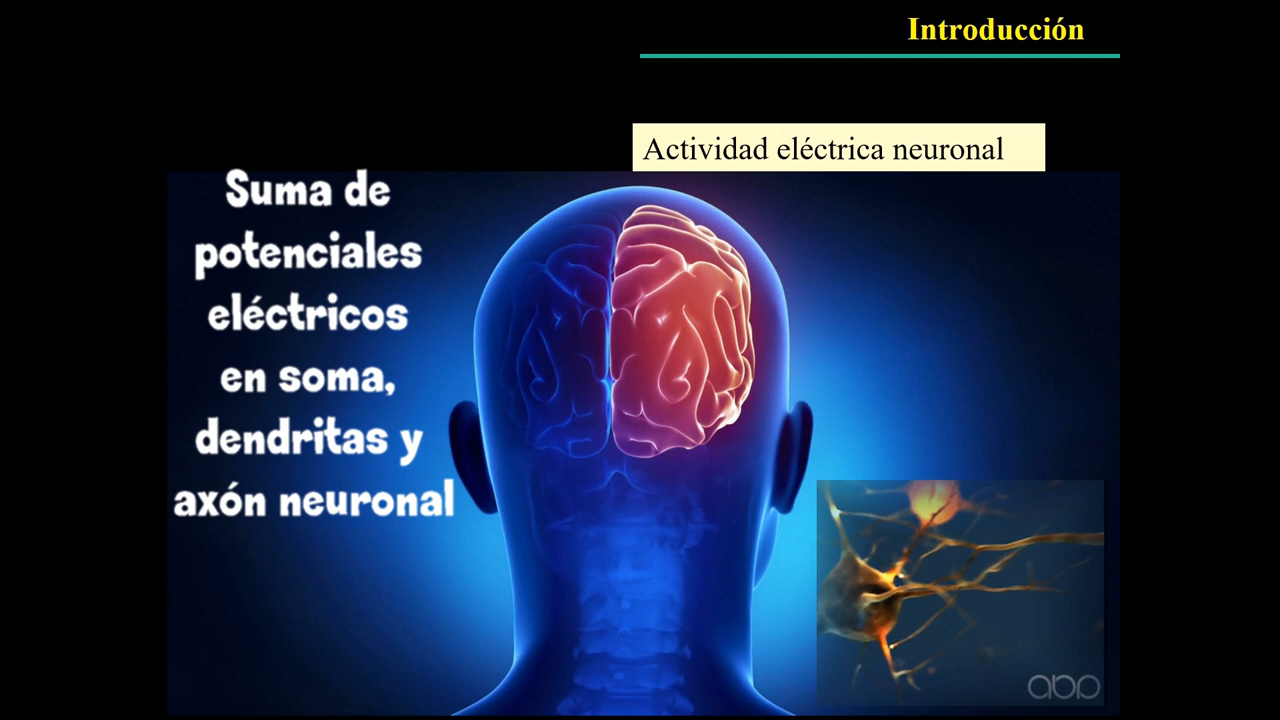 Introducción
Actividad eléctrica neuronal
Suma de
potenciales
eléctricos
en soma,
dendritas y
axón neuronal
abp